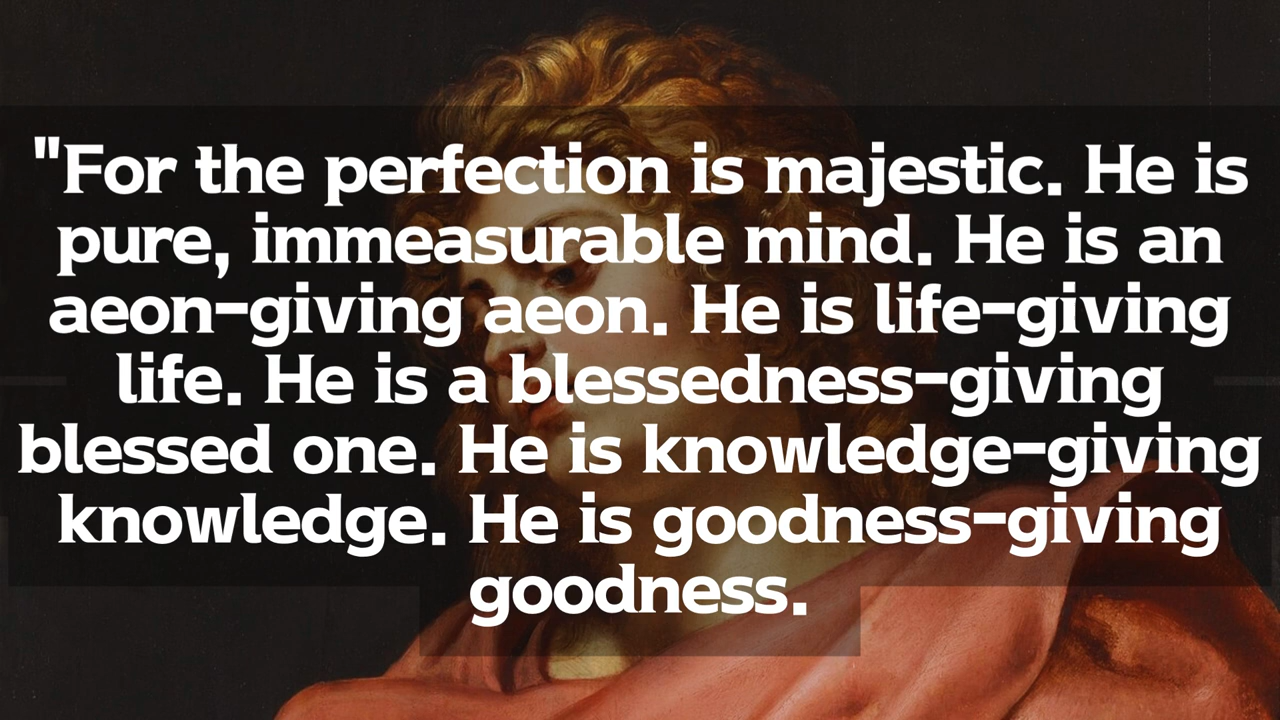 "For the perfection is majestic. He is
pure, immeasurable mind. He is an
aeon-giving aeon. He is life-giving
life. He is a blessedness-giving
blessed one. He is knowledge-giving
knowledge. He is goodness-giving
goodness.